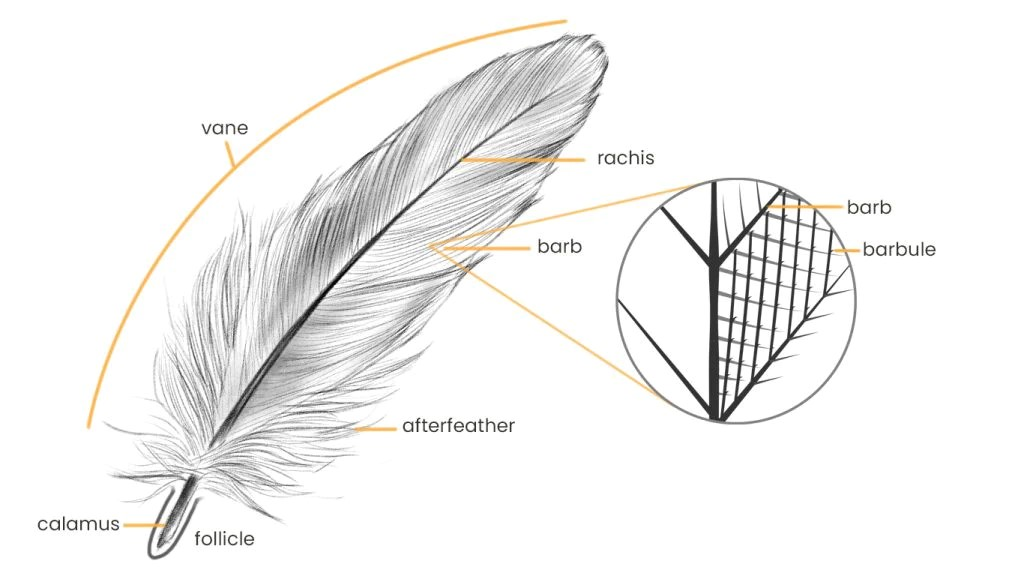 vane
rachis
barb
barb
barbule
afterfeather
calamus
follicle